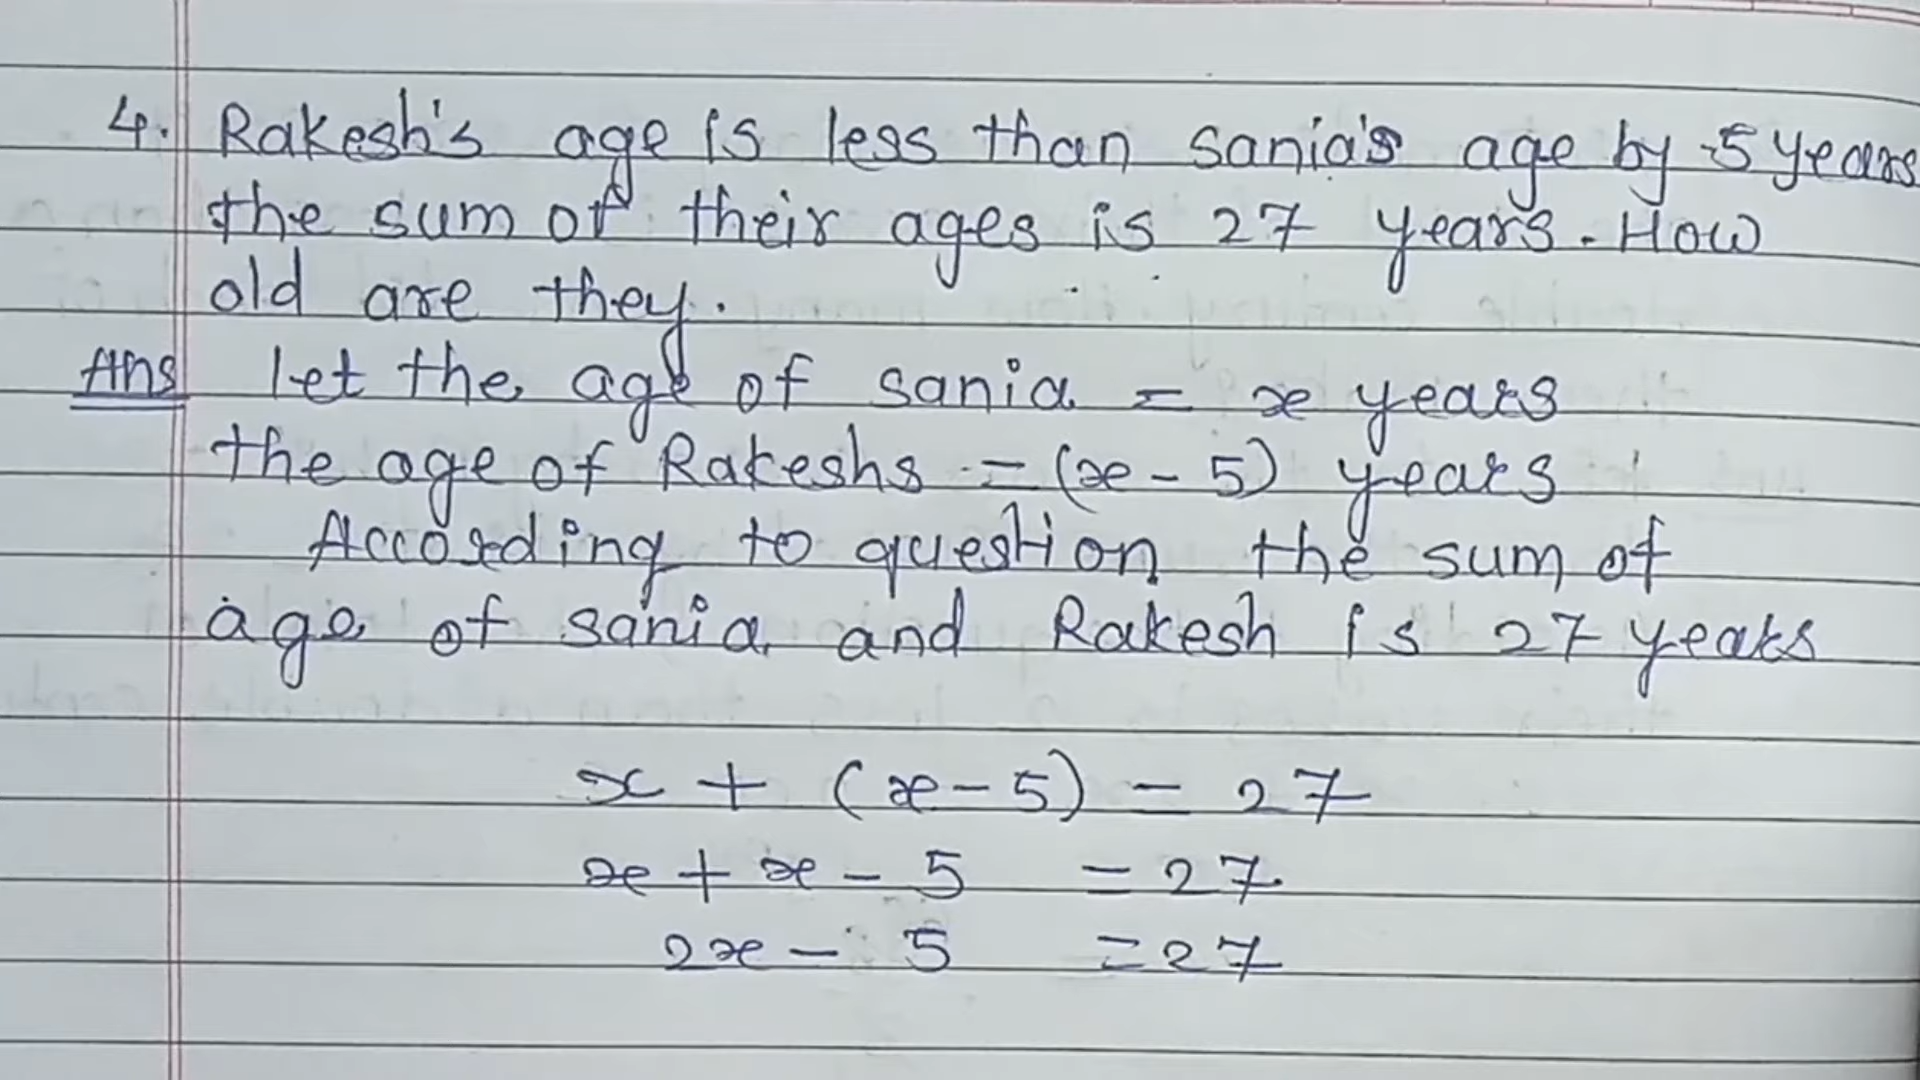 4. Rakesh's age is less than sania's age by 5 years
the sum of their ages is 27 years. How
old are they.
Ans let the age of sania = x years
the age of Rakeshs = (x - 5) years
According to question the sum of
age of sania and Rakesh is 27 years
x + (x - 5) = 27
x + x - 5 = 27
2x - 5 = 27